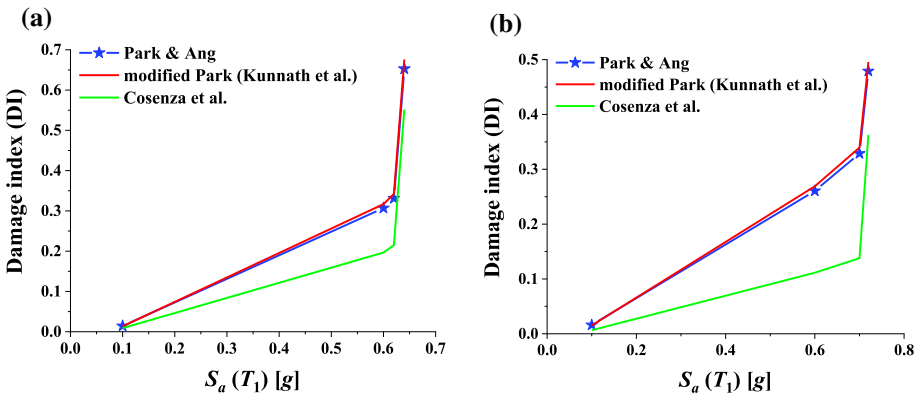 (a)
Damage index (DI)
0.7
0.6
0.5
0.4
0.3
0.2
0.1
0.0
Park & Ang
modified Park (Kunnath et al.)
Cosenza et al.
0.0 0.1 0.2 0.3 0.4 0.5 0.6 0.7
Sa (T1) [g]
(b)
Damage index (DI)
0.5
0.4
0.3
0.2
0.1
0.0
Park & Ang
modified Park (Kunnath et al.)
Cosenza et al.
0.0 0.2 0.4 0.6 0.8
Sa (T1) [g]